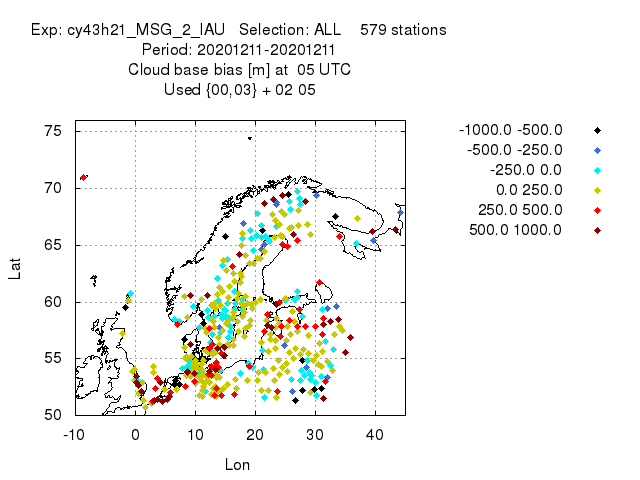 Exp: cy43h21_MSG_2_IAU   Selection: ALL    579 stations
Period: 20201211-20201211
Cloud base bias [m] at  05 UTC
Used {00,03} + 02 05
-1000.0 -500.0
-500.0 -250.0
-250.0 0.0
0.0 250.0
250.0 500.0
500.0 1000.0
75
70
65
60
55
50
Lat
-10 0 10 20 30 40
Lon